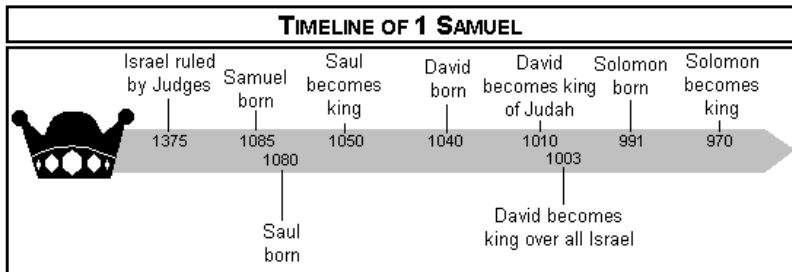 TIMELINE OF 1 SAMUEL
Israel ruled
by Judges
Samuel
born
Saul
becomes
king
David
born
David
becomes king
of Judah
Solomon
born
Solomon
becomes
king
1375
1085
1050
1040
1010
991
970
1080
1003
Saul
born
David becomes
king over all Israel